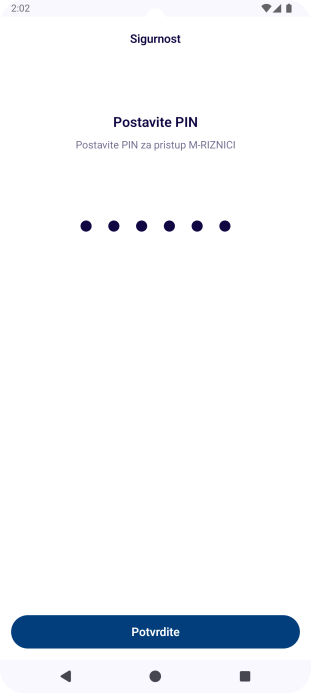 2:02
Sigurnost
Postavite PIN
Postavite PIN za pristup M-RIZNICI
Potvrdite